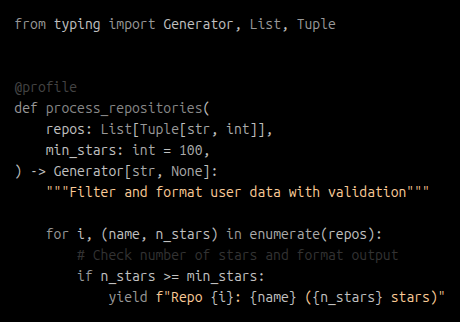 from typing import Generator, List, Tuple
@profile
def process_repositories(
    repos: List[Tuple[str, int]],
    min_stars: int = 100,
) -> Generator[str, None]:
    """Filter and format user data with validation"""
    for i, (name, n_stars) in enumerate(repos):
        # Check number of stars and format output
        if n_stars >= min_stars:
            yield f"Repo {i}: {name} ({n_stars} stars)"